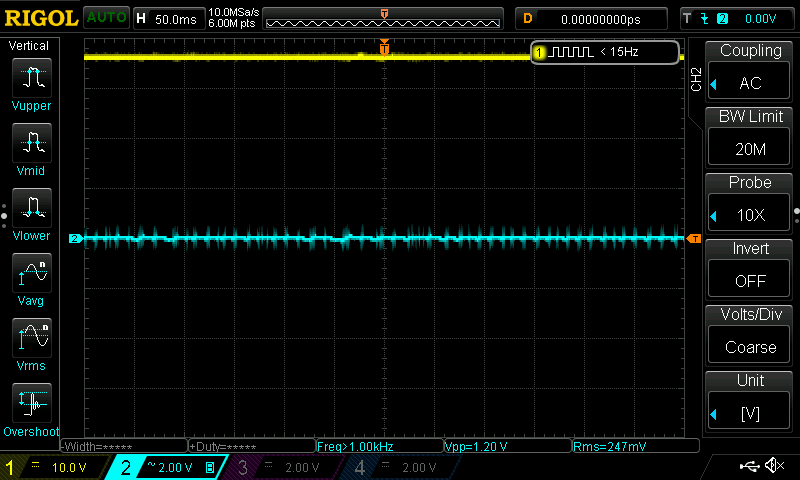 RIGOL AUTO H 50.0ms 10.0MSa/s D 0.00000000ps T 2 0.00V
6.00M pts
T
Vertical
T
1 < 15Hz
Coupling
AC
CH2
Vupper
BW Limit
20M
Vmid
Probe
10X
Vlower
2
T
Invert
OFF
n
Vavg
Volts/Div
Coarse
n
Vrms
Unit
[V]
Overshoot
-Width=***** +Duty=***** Freq>1.00kHz Vpp=1.20 V Rms=247mV
1 10.0 V 2 ~ 2.00 V B 3 2.00 V 4 2.00 V